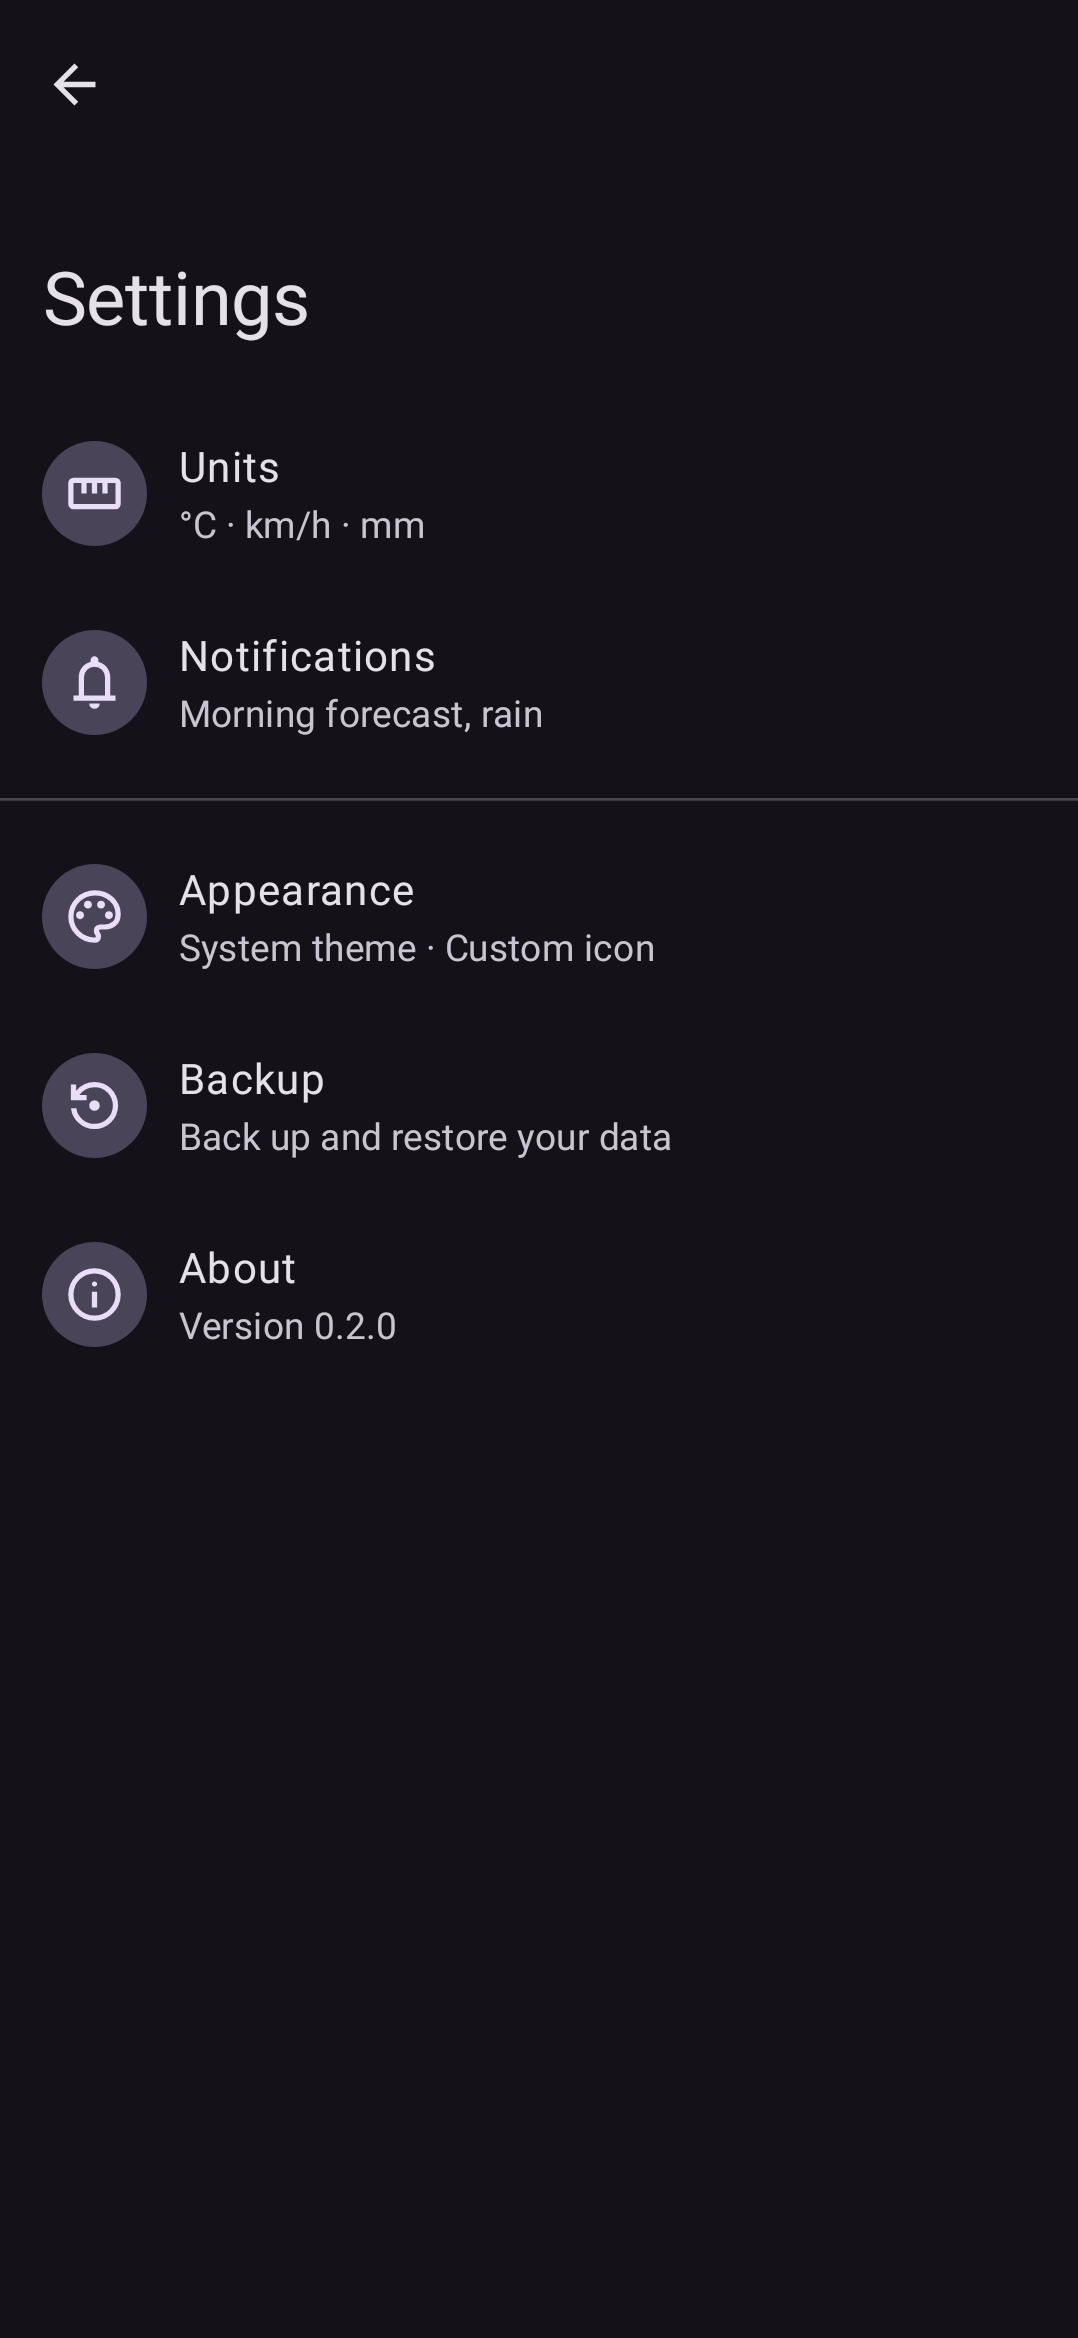 Settings
Units
°C · km/h · mm
Notifications
Morning forecast, rain
Appearance
System theme · Custom icon
Backup
Back up and restore your data
About
Version 0.2.0